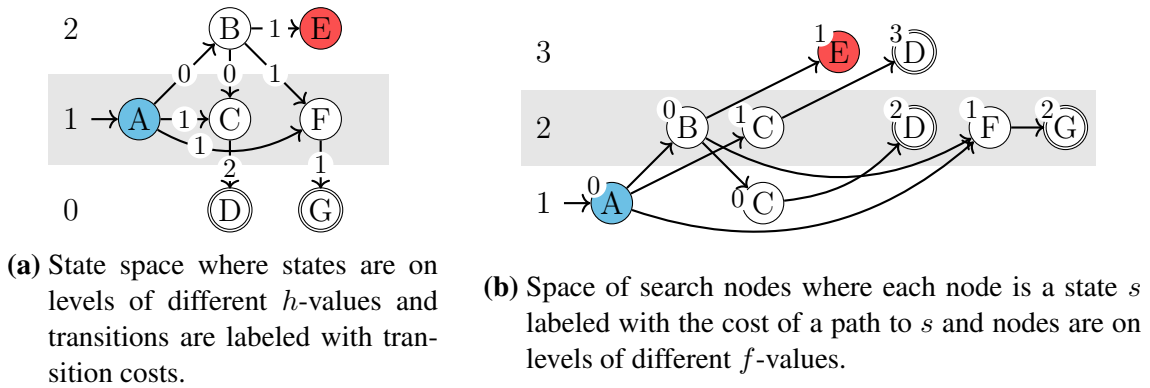 2 B 1 E
0 0 1
1 A 1 C F
1
2 1
0 D G
(a) State space where states are on
levels of different h-values and
transitions are labeled with tran-
sition costs.
3 1 E 3 D
2 0 B 1 C 2 D 1 F 2 G
1 0 A 0 C
(b) Space of search nodes where each node is a state s
labeled with the cost of a path to s and nodes are on
levels of different f-values.